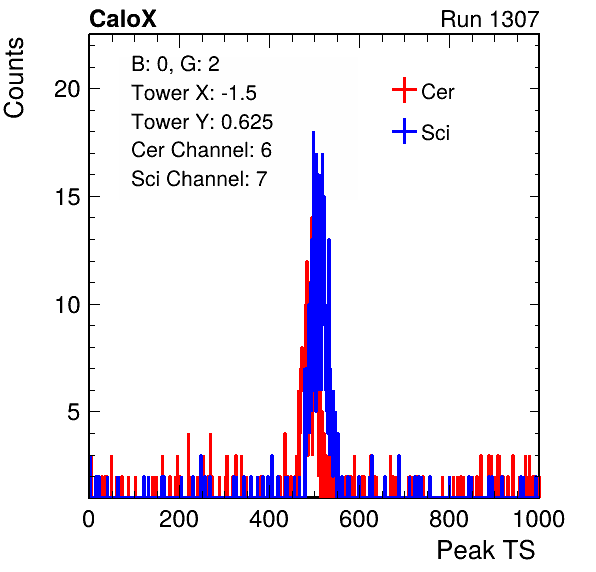 CaloX Run 1307
Counts
B: 0, G: 2
Tower X: -1.5
Tower Y: 0.625
Cer Channel: 6
Sci Channel: 7
Cer
Sci
20
15
10
5
0 200 400 600 800 1000
Peak TS